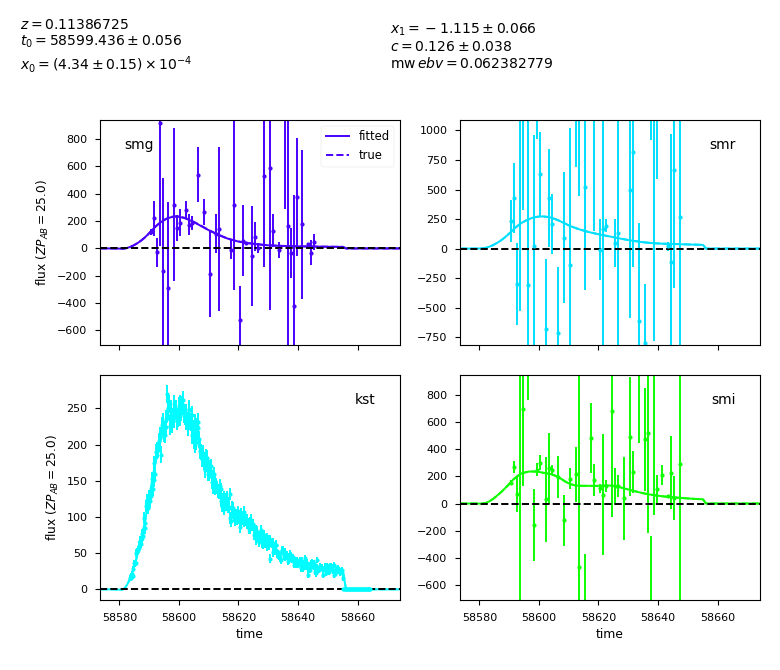 z = 0.11386725
t₀ = 58599.436 ± 0.056
x₀ = (4.34 ± 0.15) × 10⁻⁴
x₁ = −1.115 ± 0.066
c = 0.126 ± 0.038
mw ebv = 0.062382779
smg
fitted
true
800
600
400
200
0
−200
−400
−600
flux (ZP_AB = 25.0)
smr
1000
750
500
250
0
−250
−500
−750
kst
250
200
150
100
50
0
flux (ZP_AB = 25.0)
58580 58600 58620 58640 58660
time
smi
800
600
400
200
0
−200
−400
−600
58580 58600 58620 58640 58660
time